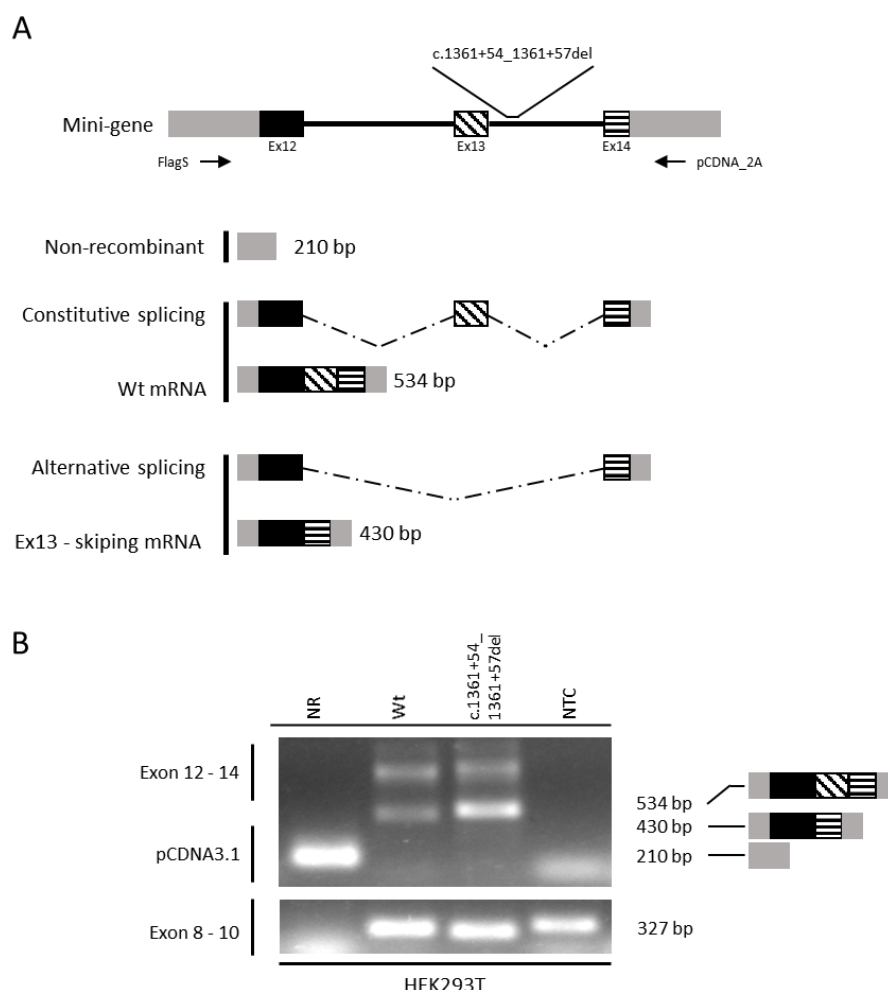 A
c.1361+54_1361+57del
Mini-gene
Ex12
Ex13
Ex14
FlagS
pCDNA_2A
Non-recombinant
210 bp
Constitutive splicing
Wt mRNA
534 bp
Alternative splicing
Ex13 - skiping mRNA
430 bp
B
NR
Wt
c.1361+54_
1361+57del
NTC
Exon 12 - 14
534 bp
430 bp
pCDNA3.1
210 bp
Exon 8 - 10
327 bp
HEK293T